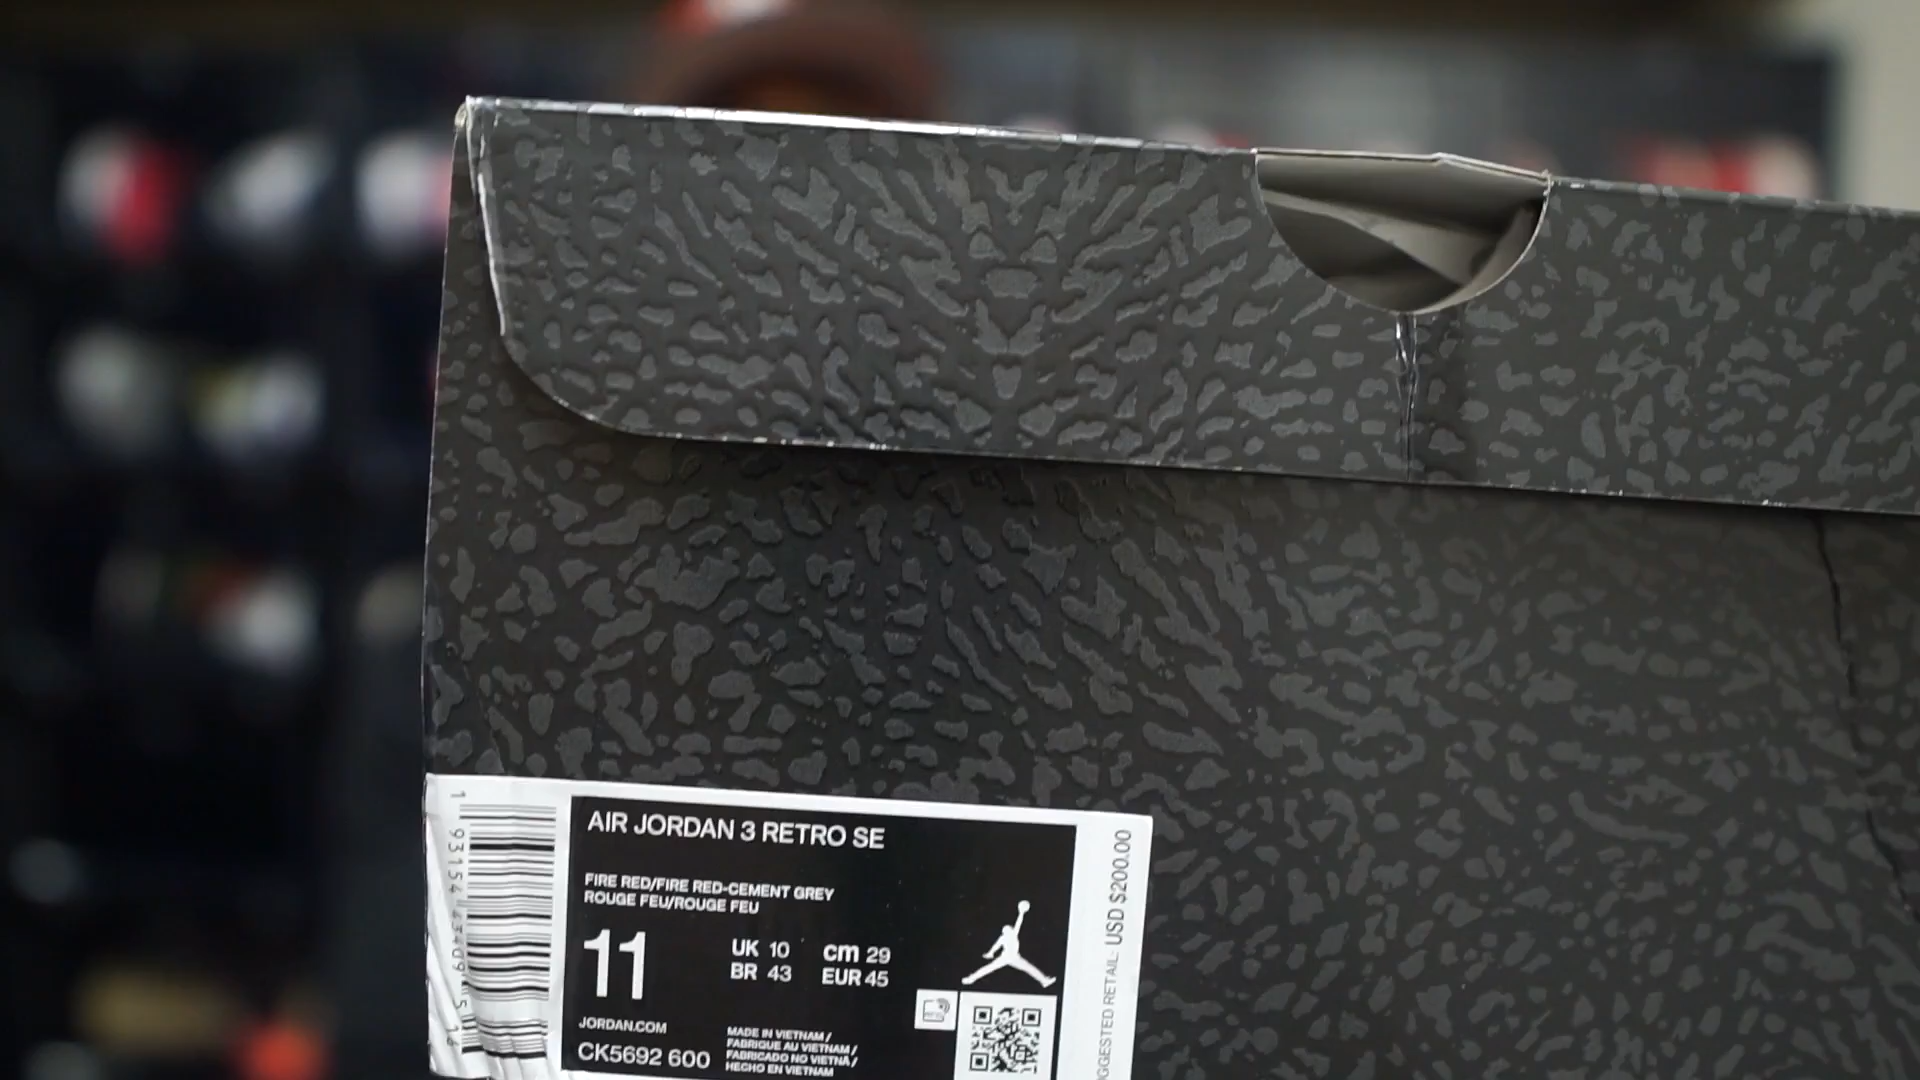 AIR JORDAN 3 RETRO SE
FIRE RED/FIRE RED-CEMENT GREY
ROUGE FEU/ROUGE FEU
11
UK 10 cm 29
BR 43 EUR 45
JORDAN.COM
CK5692 600
MADE IN VIETNAM /
FABRIQUE AU VIETNAM /
FABRICADO NO VIETNÃ /
HECHO EN VIETNAM
GGESTED RETAIL: USD $200.00